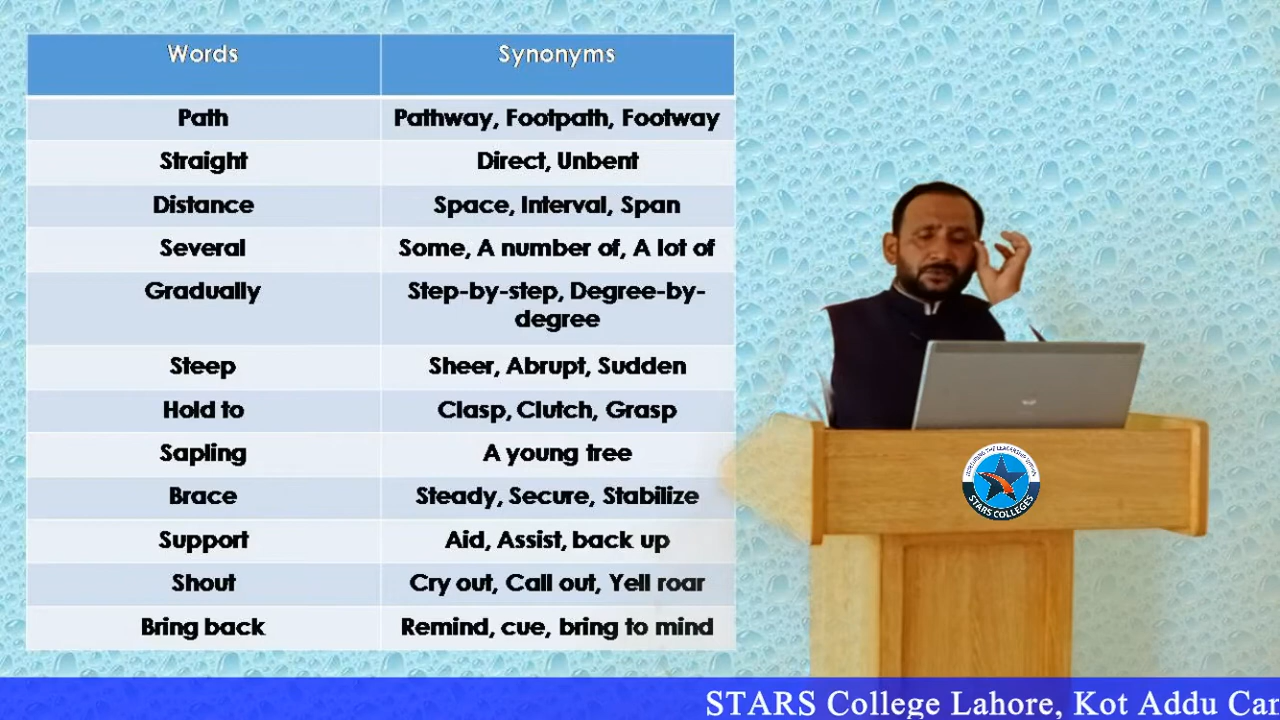 Words Synonyms
Path Pathway, Footpath, Footway
Straight Direct, Unbent
Distance Space, Interval, Span
Several Some, A number of, A lot of
Gradually Step-by-step, Degree-by-
degree
Steep Sheer, Abrupt, Sudden
Hold to Clasp, Clutch, Grasp
Sapling A young tree
Brace Steady, Secure, Stabilize
Support Aid, Assist, back up
Shout Cry out, Call out, Yell roar
Bring back Remind, cue, bring to mind
STARS COLLEGES
STARS College Lahore, Kot Addu Car